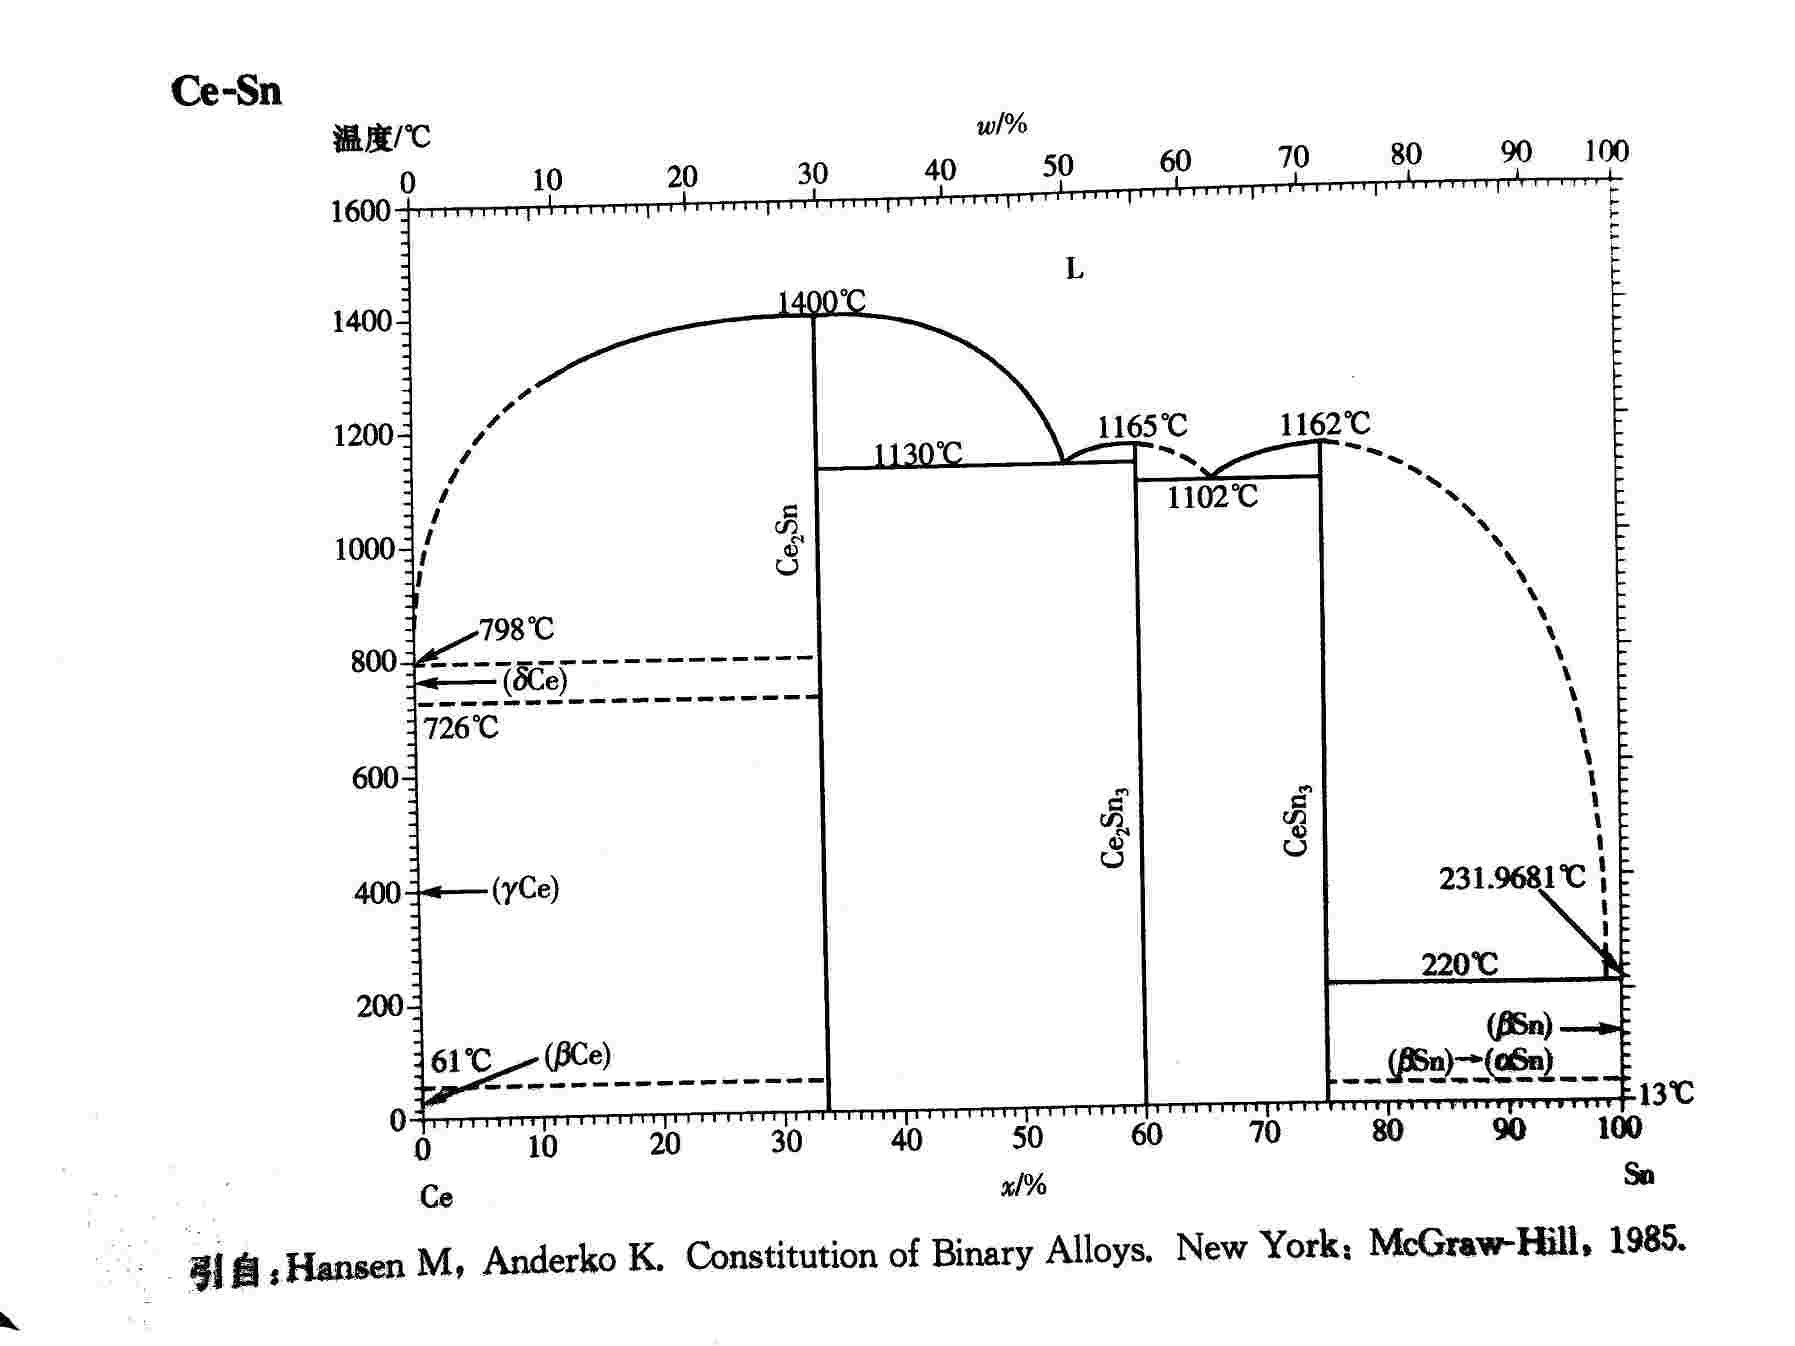 Ce-Sn
温度/℃
w/%
0 10 20 30 40 50 60 70 80 90 100
1600
L
1400℃
1400
1165℃ 1162℃
1200
1130℃
1102℃
Ce₂Sn
1000
798℃
800
(δCe)
726℃
600
Ce₂Sn₃
CeSn₃
400
(γCe)
231.9681℃
220℃
200
(βSn)
61℃
(βCe)
(βSn)→(αSn)
13℃
0
0 10 20 30 40 50 60 70 80 90 100
Ce
x/%
Sn
引自:Hansen M, Anderko K. Constitution of Binary Alloys. New York: McGraw-Hill, 1985.